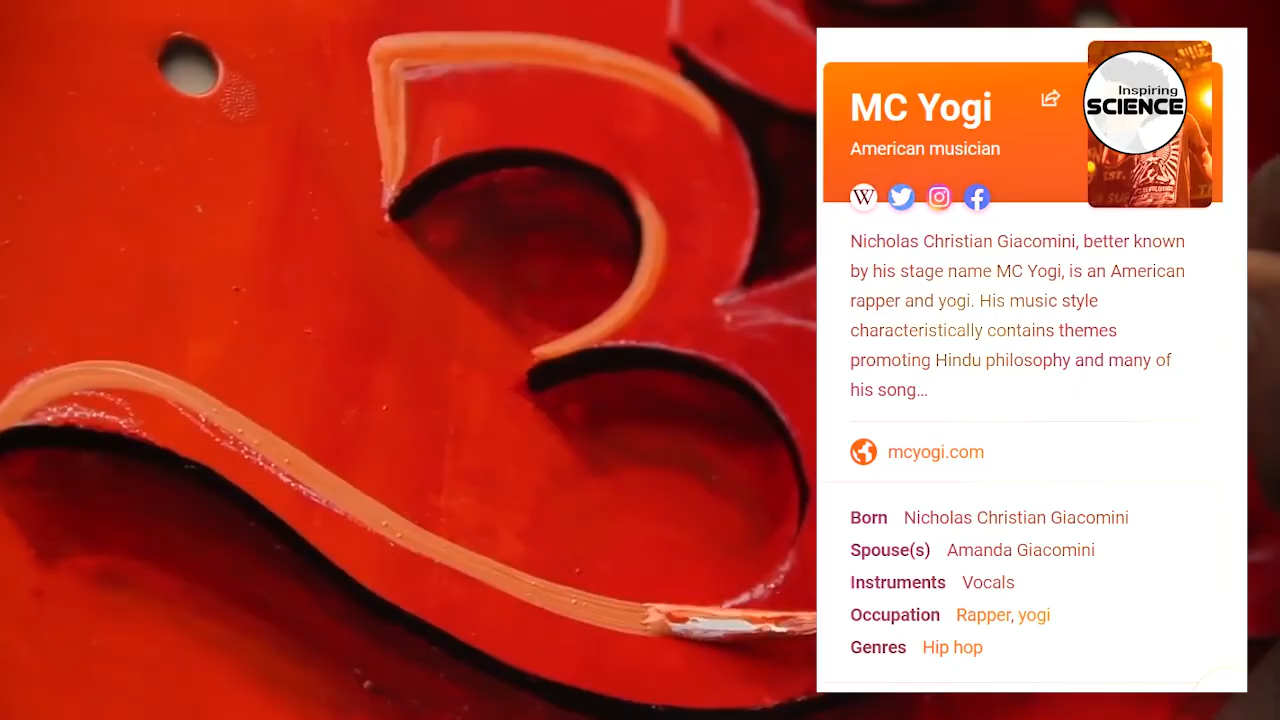 MC Yogi
American musician
Inspiring
SCIENCE
W
Nicholas Christian Giacomini, better known
by his stage name MC Yogi, is an American
rapper and yogi. His music style
characteristically contains themes
promoting Hindu philosophy and many of
his song...
mcyogi.com
Born Nicholas Christian Giacomini
Spouse(s) Amanda Giacomini
Instruments Vocals
Occupation Rapper, yogi
Genres Hip hop